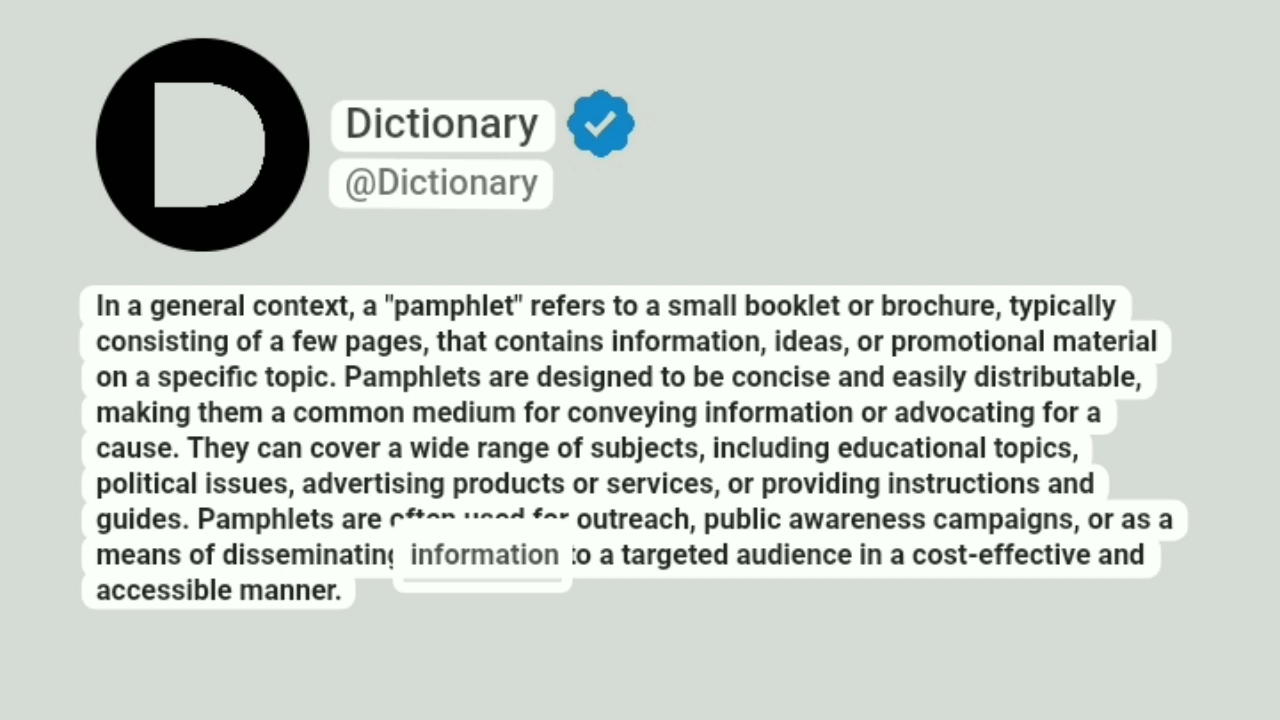 D
Dictionary
@Dictionary
In a general context, a "pamphlet" refers to a small booklet or brochure, typically
consisting of a few pages, that contains information, ideas, or promotional material
on a specific topic. Pamphlets are designed to be concise and easily distributable,
making them a common medium for conveying information or advocating for a
cause. They can cover a wide range of subjects, including educational topics,
political issues, advertising products or services, or providing instructions and
guides. Pamphlets are often used for outreach, public awareness campaigns, or as a
means of disseminating information to a targeted audience in a cost-effective and
accessible manner.